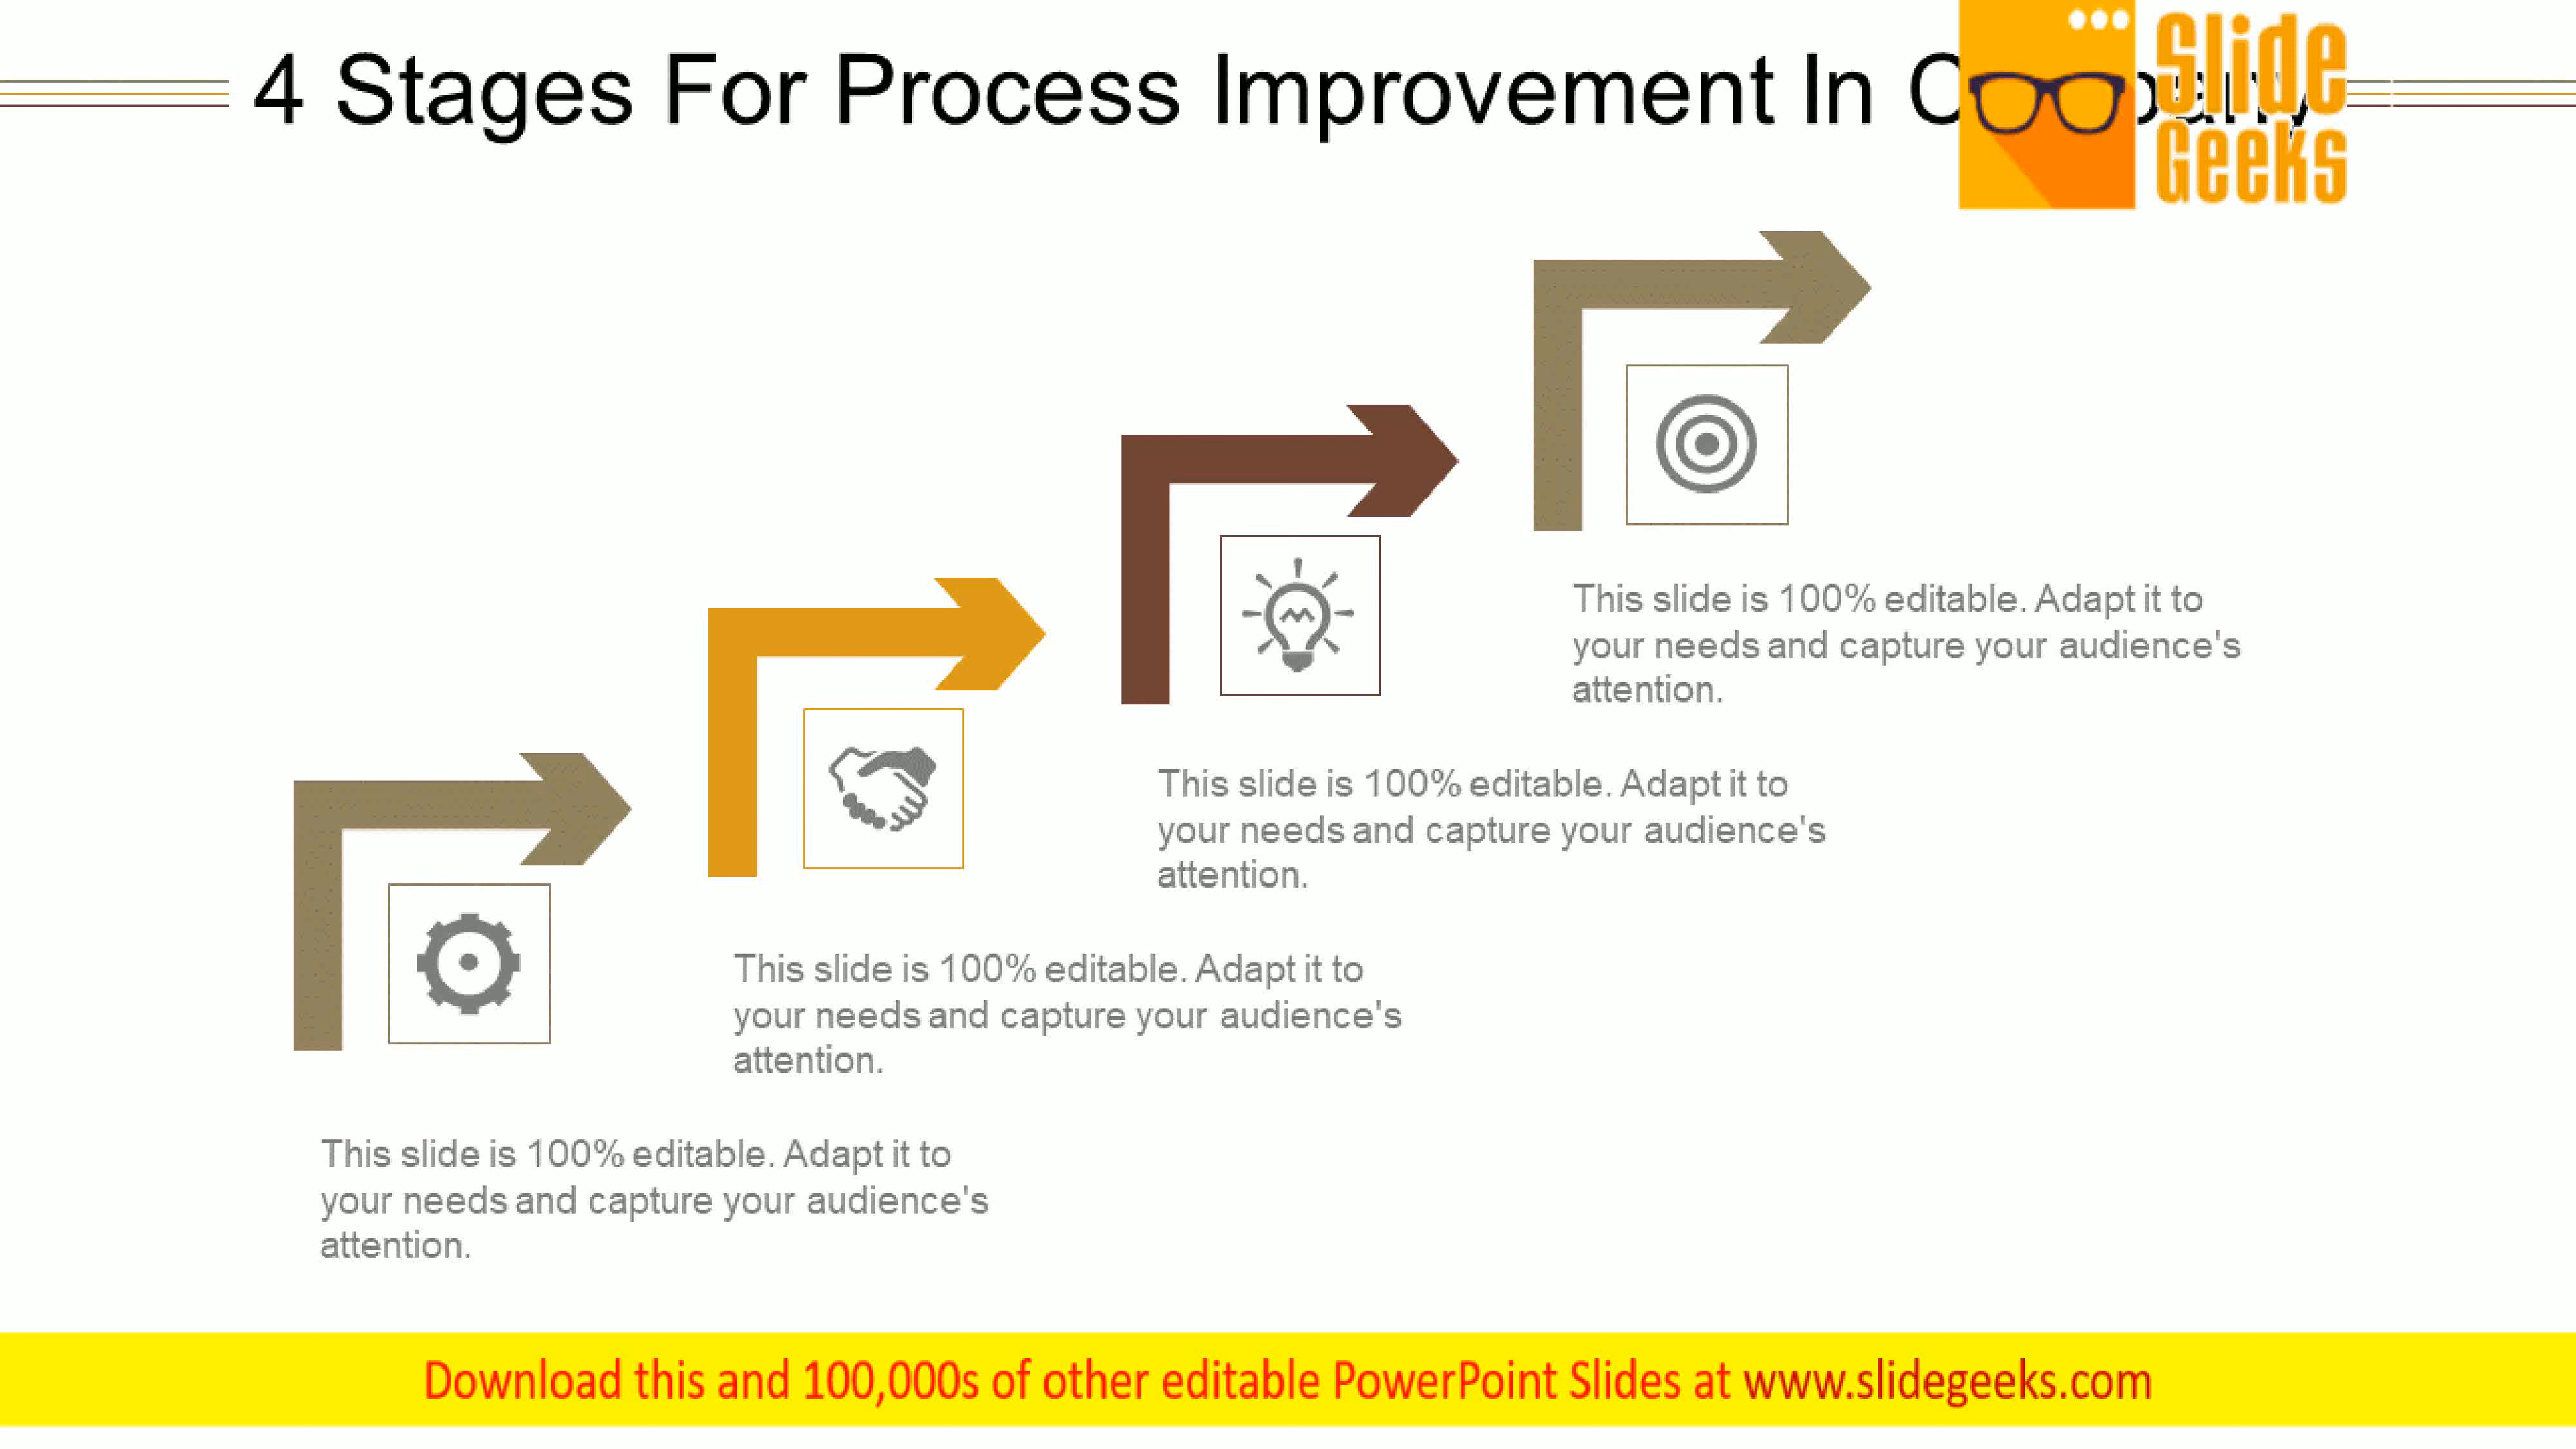 4 Stages For Process Improvement In
Slide
Geeks
This slide is 100% editable. Adapt it to
your needs and capture your audience's
attention.
This slide is 100% editable. Adapt it to
your needs and capture your audience's
attention.
This slide is 100% editable. Adapt it to
your needs and capture your audience's
attention.
This slide is 100% editable. Adapt it to
your needs and capture your audience's
attention.
Download this and 100,000s of other editable PowerPoint Slides at www.slidegeeks.com